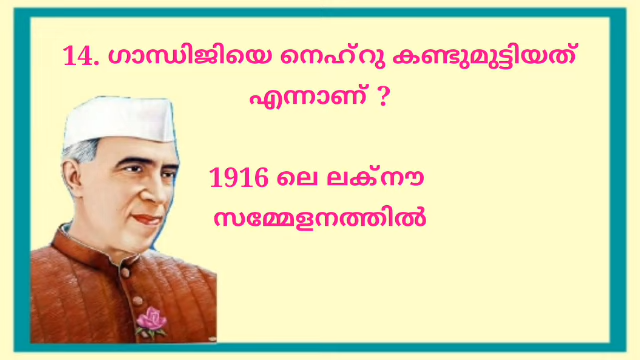 14. ഗാന്ധിജിയെ നെഹ്റു കണ്ടുമുട്ടിയത്
എന്നാണ് ?
1916 ലെ ലക്നൗ
സമ്മേളനത്തിൽ